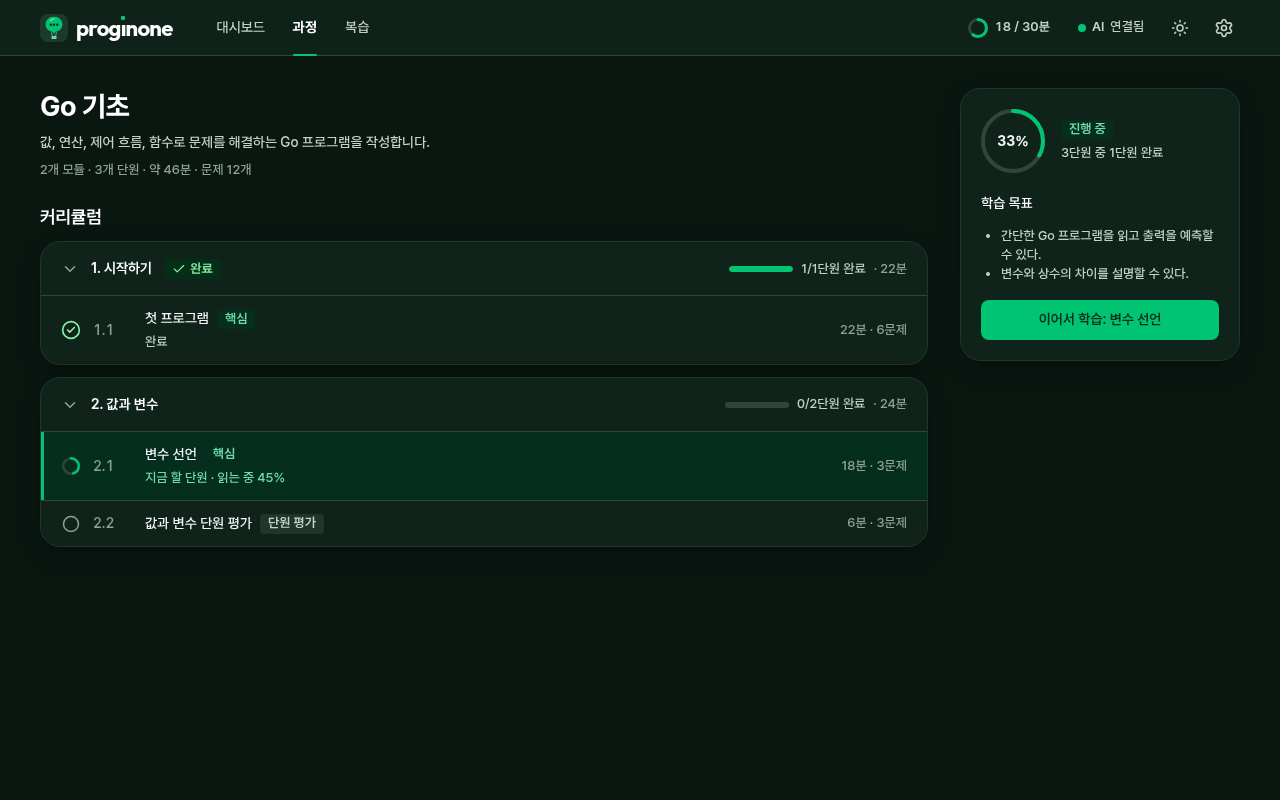 proginone
대시보드
과정
복습
18 / 30분
AI 연결됨
Go 기초
값, 연산, 제어 흐름, 함수로 문제를 해결하는 Go 프로그램을 작성합니다.
2개 모듈 · 3개 단원 · 약 46분 · 문제 12개
커리큘럼
1. 시작하기
완료
1/1단원 완료 · 22분
1.1
첫 프로그램
핵심
완료
22분 · 6문제
2. 값과 변수
0/2단원 완료 · 24분
2.1
변수 선언
핵심
지금 할 단원 · 읽는 중 45%
18분 · 3문제
2.2
값과 변수 단원 평가
단원 평가
6분 · 3문제
33%
진행 중
3단원 중 1단원 완료
학습 목표
간단한 Go 프로그램을 읽고 출력을 예측할
수 있다.
변수와 상수의 차이를 설명할 수 있다.
이어서 학습: 변수 선언